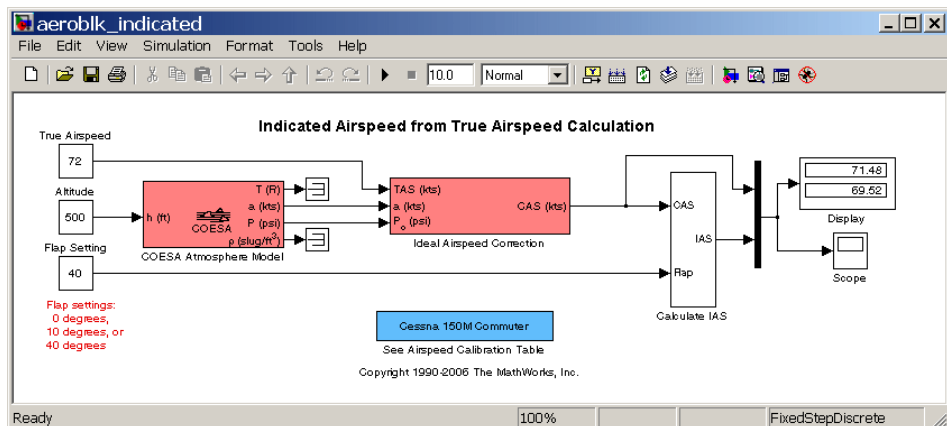 aeroblk_indicated
File Edit View Simulation Format Tools Help
10.0 Normal
Indicated Airspeed from True Airspeed Calculation
True Airspeed
72
Altitude
500
Flap Setting
40
Flap settings:
0 degrees,
10 degrees, or
40 degrees
h (ft)
COESA
T (R)
a (kts)
P (psi)
ρ (slug/ft³)
COESA Atmosphere Model
TAS (kts)
a (kts)
P₀ (psi)
CAS (kts)
Ideal Airspeed Correction
CAS
IAS
Flap
Calculate IAS
71.48
69.52
Display
Scope
Cessna 150M Commuter
See Airspeed Calibration Table
Copyright 1990-2006 The MathWorks, Inc.
Ready 100% FixedStepDiscrete